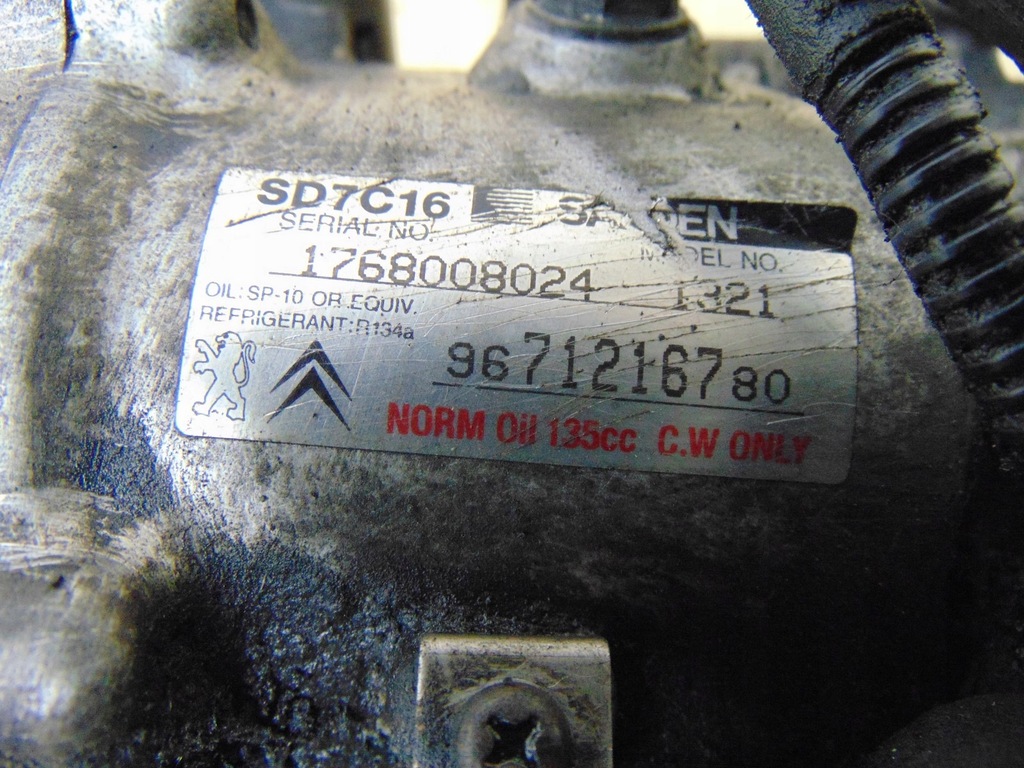 SD7C16 SANDEN
SERIAL NO. MODEL NO.
1768008024 1321
OIL: SP-10 OR EQUIV.
REFRIGERANT: R134a
9671216780
NORM Oil 135cc C.W ONLY